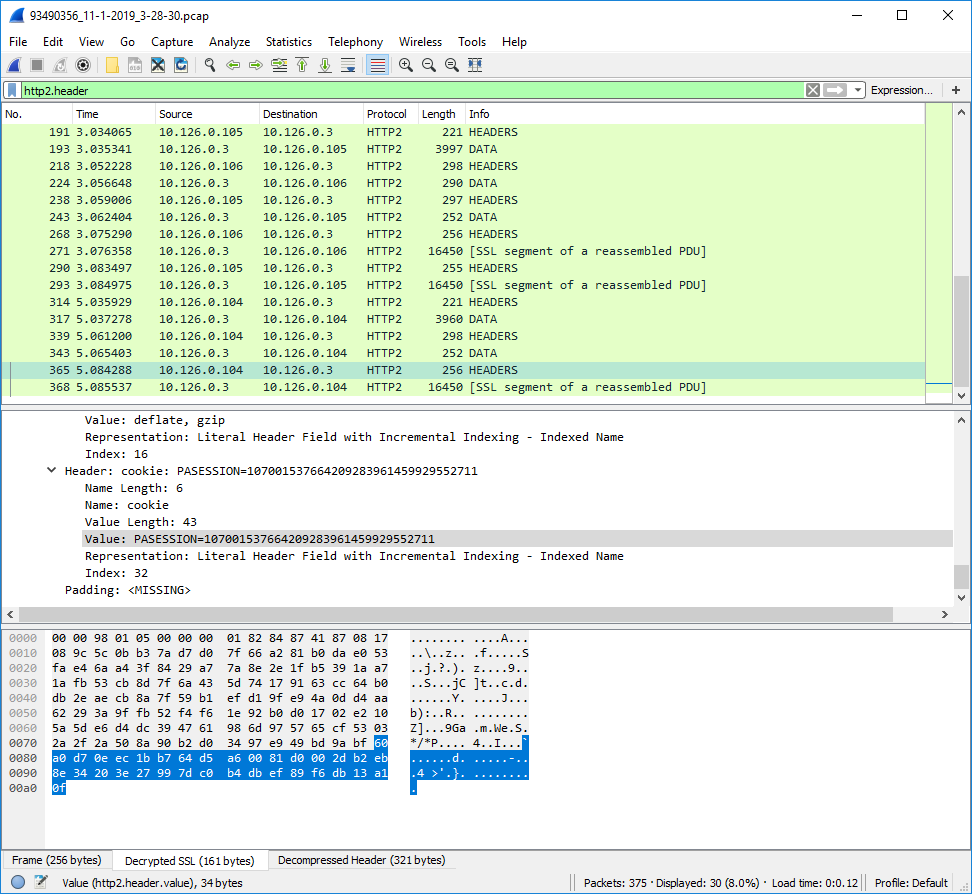 93490356_11-1-2019_3-28-30.pcap
File Edit View Go Capture Analyze Statistics Telephony Wireless Tools Help
http2.header Expression... +
No. Time Source Destination Protocol Length Info
191 3.034065 10.126.0.105 10.126.0.3 HTTP2 221 HEADERS
193 3.035341 10.126.0.3 10.126.0.105 HTTP2 3997 DATA
218 3.052228 10.126.0.106 10.126.0.3 HTTP2 298 HEADERS
224 3.056648 10.126.0.3 10.126.0.106 HTTP2 290 DATA
238 3.059006 10.126.0.105 10.126.0.3 HTTP2 297 HEADERS
243 3.062404 10.126.0.3 10.126.0.105 HTTP2 252 DATA
268 3.075290 10.126.0.106 10.126.0.3 HTTP2 256 HEADERS
271 3.076358 10.126.0.3 10.126.0.106 HTTP2 16450 [SSL segment of a reassembled PDU]
290 3.083497 10.126.0.105 10.126.0.3 HTTP2 255 HEADERS
293 3.084975 10.126.0.3 10.126.0.105 HTTP2 16450 [SSL segment of a reassembled PDU]
314 5.035929 10.126.0.104 10.126.0.3 HTTP2 221 HEADERS
317 5.037278 10.126.0.3 10.126.0.104 HTTP2 3960 DATA
339 5.061200 10.126.0.104 10.126.0.3 HTTP2 298 HEADERS
343 5.065403 10.126.0.3 10.126.0.104 HTTP2 252 DATA
365 5.084288 10.126.0.104 10.126.0.3 HTTP2 256 HEADERS
368 5.085537 10.126.0.3 10.126.0.104 HTTP2 16450 [SSL segment of a reassembled PDU]
Value: deflate, gzip
Representation: Literal Header Field with Incremental Indexing - Indexed Name
Index: 16
Header: cookie: PASESSION=107001537664209283961459929552711
Name Length: 6
Name: cookie
Value Length: 43
Value: PASESSION=107001537664209283961459929552711
Representation: Literal Header Field with Incremental Indexing - Indexed Name
Index: 32
Padding: <MISSING>
0000 00 00 98 01 05 00 00 00 01 82 84 87 41 87 08 17 ........ ....A...
0010 08 9c 5c 0b b3 7a d7 d0 7f 66 a2 81 b0 da e0 53 ..\..z.. .f.....S
0020 fa e4 6a a4 3f 84 29 a7 7a 8e 2e 1f b5 39 1a a7 ..j.?.). z....9..
0030 1a fb 53 cb 8d 7f 6a 43 5d 74 17 91 63 cc 64 b0 ..S...jC ]t..c.d.
0040 db 2e ae cb 8a 7f 59 b1 ef d1 9f e9 4a 0d d4 aa ......Y. ....J...
0050 62 29 3a 9f fb 52 f4 f6 1e 92 b0 d0 17 02 e2 10 b):..R.. ........
0060 5a 5d e6 d4 dc 39 47 61 98 6d 97 57 65 cf 53 03 Z]...9Ga .m.We.S.
0070 2a 2f 2a 50 8a 90 b2 d0 34 97 e9 49 bd 9a bf 60 */*P.... 4..I...`
0080 a0 d7 0e ec 1b b7 64 d5 a6 00 81 d0 00 2d b2 eb ......d. .....-..
0090 8e 34 20 3e 27 99 7d c0 b4 db ef 89 f6 db 13 a1 .4 >'.}. ........
00a0 0f .
Frame (256 bytes) Decrypted SSL (161 bytes) Decompressed Header (321 bytes)
Value (http2.header.value), 34 bytes Packets: 375 · Displayed: 30 (8.0%) · Load time: 0:0.12 Profile: Default